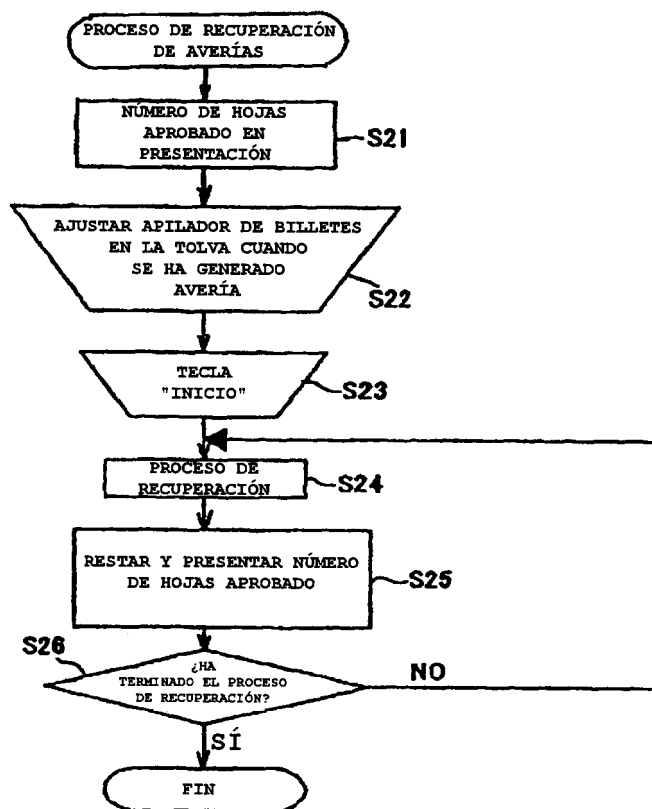 PROCESO DE RECUPERACIÓN
DE AVERÍAS
NÚMERO DE HOJAS
APROBADO EN
PRESENTACIÓN
S21
AJUSTAR APILADOR DE BILLETES
EN LA TOLVA CUANDO
SE HA GENERADO
AVERÍA
S22
TECLA
"INICIO"
S23
PROCESO DE
RECUPERACIÓN
S24
RESTAR Y PRESENTAR NÚMERO
DE HOJAS APROBADO
S25
S26
¿HA
TERMINADO EL PROCESO
DE RECUPERACIÓN?
NO
SÍ
FIN